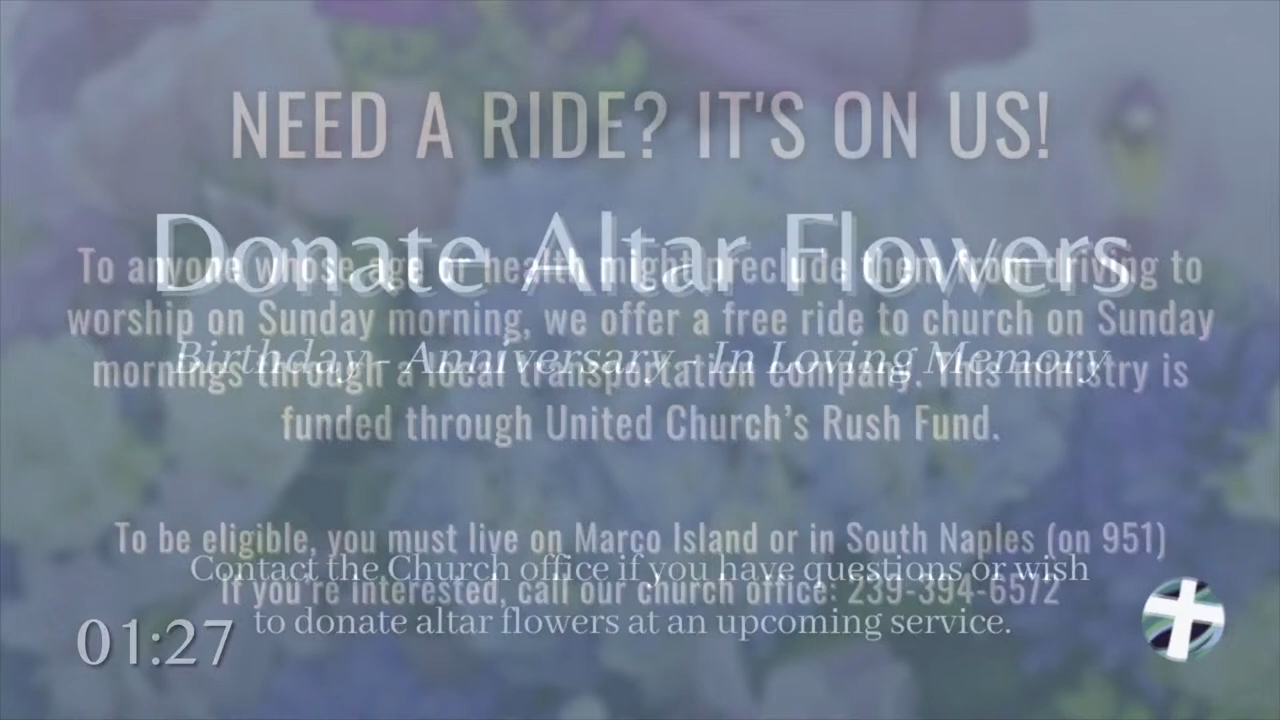 NEED A RIDE? IT'S ON US!
Donate Altar Flowers
To anyone whose age or health might preclude them from driving to
worship on Sunday morning, we offer a free ride to church on Sunday
Birthday - Anniversary - In Loving Memory
mornings through a local transportation company. This ministry is
funded through United Church’s Rush Fund.
To be eligible, you must live on Marco Island or in South Naples (on 951)
Contact the Church office if you have questions or wish
If you're interested, call our church office: 239-394-6572
to donate altar flowers at an upcoming service.
01:27